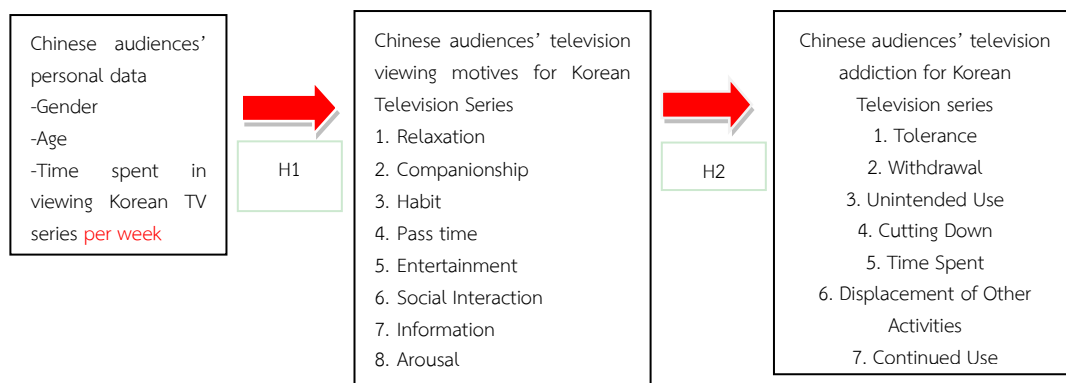 Chinese audiences’
personal data
-Gender
-Age
-Time spent in
viewing Korean TV
series per week
H1
Chinese audiences’ television
viewing motives for Korean
Television Series
1. Relaxation
2. Companionship
3. Habit
4. Pass time
5. Entertainment
6. Social Interaction
7. Information
8. Arousal
H2
Chinese audiences’ television
addiction for Korean
Television series
1. Tolerance
2. Withdrawal
3. Unintended Use
4. Cutting Down
5. Time Spent
6. Displacement of Other
Activities
7. Continued Use